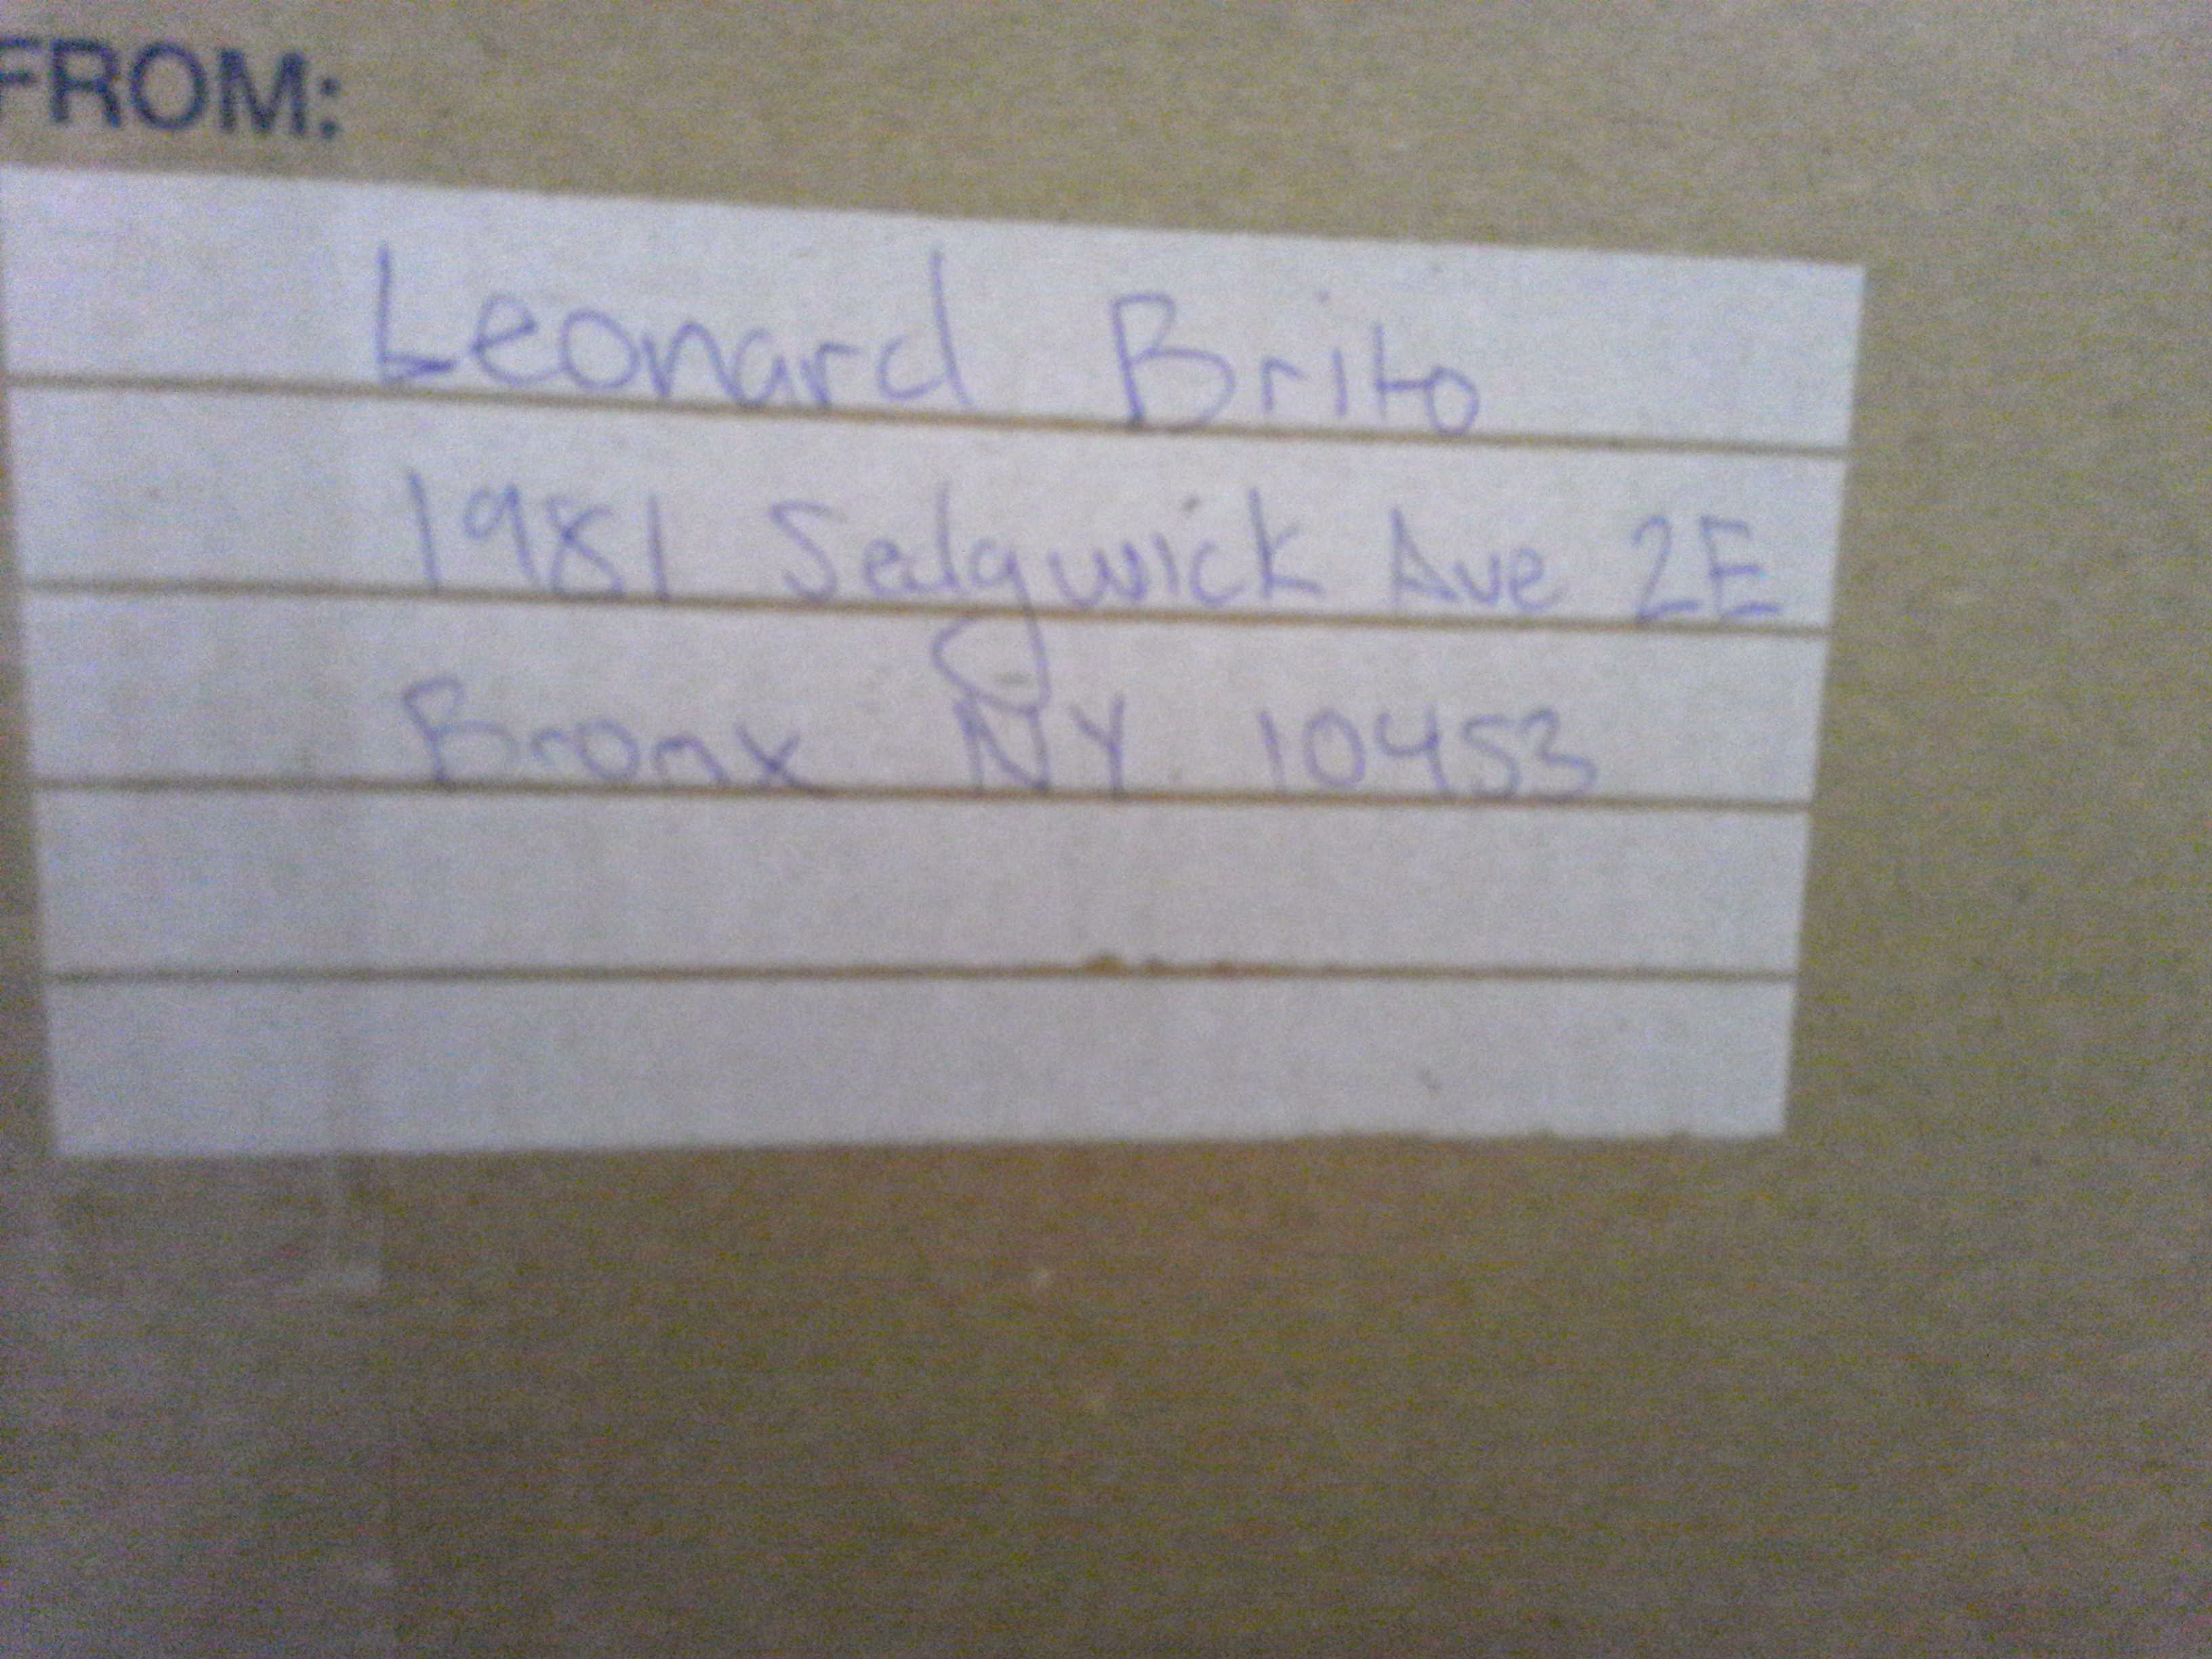 FROM:
Leonard Brito
1981 Sedgwick Ave 2E
Bronx NY 10453